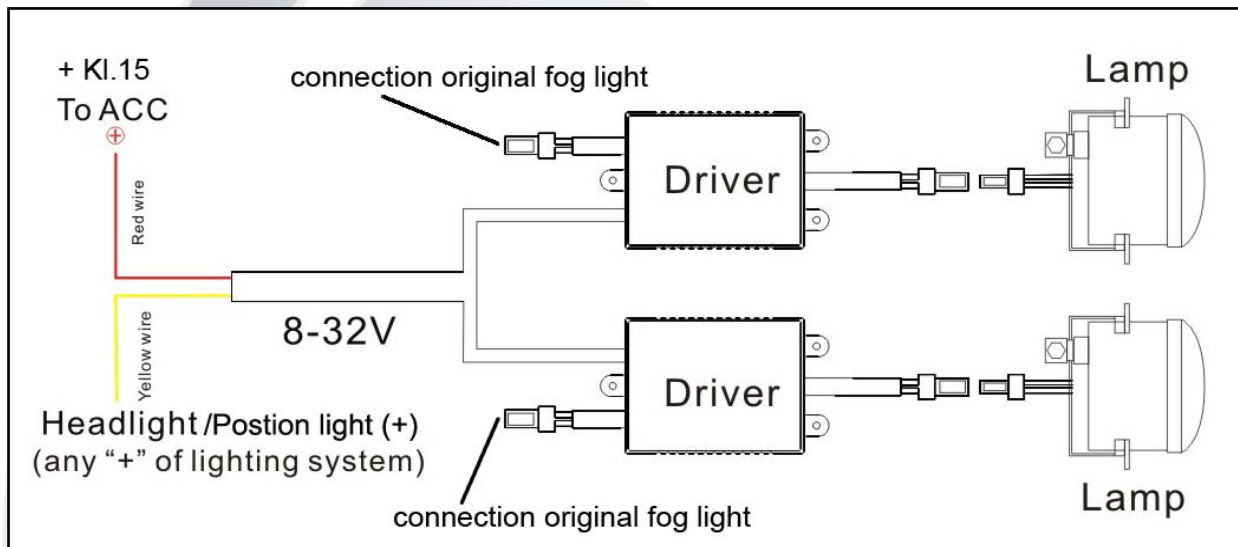 + Kl.15
To ACC
+
Red wire
Yellow wire
8-32V
Headlight/Postion light (+)
(any “+” of lighting system)
connection original fog light
Driver
Lamp
Driver
connection original fog light
Lamp